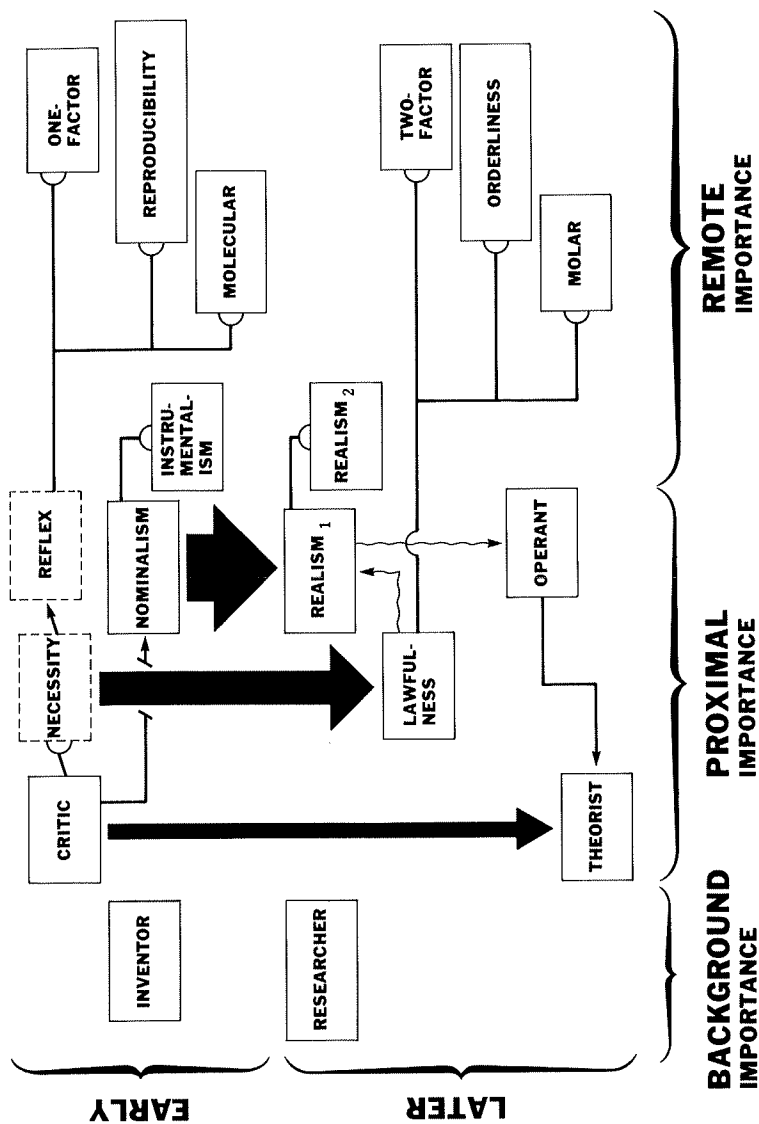 EARLY
CRITIC
NECESSITY
REFLEX
ONE-
FACTOR
INVENTOR
NOMINALISM
INSTRU-
MENTAL-
ISM
REPRODUCIBILITY
MOLECULAR
LATER
RESEARCHER
REALISM 1
REALISM 2
LAWFUL-
NESS
TWO-
FACTOR
ORDERLINESS
OPERANT
MOLAR
THEORIST
BACKGROUND
IMPORTANCE
PROXIMAL
IMPORTANCE
REMOTE
IMPORTANCE